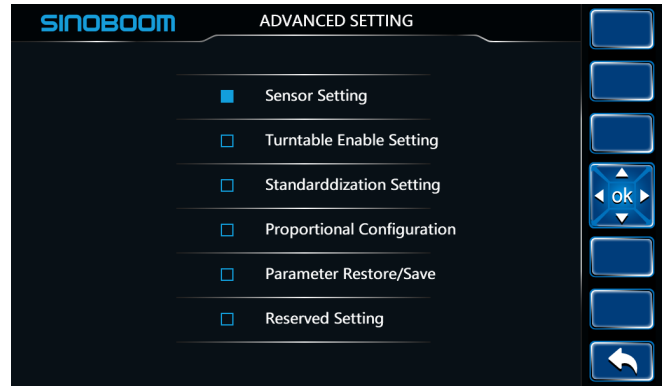 SINOBOOM
ADVANCED SETTING
Sensor Setting
Turntable Enable Setting
Standarddization Setting
Proportional Configuration
Parameter Restore/Save
Reserved Setting
ok